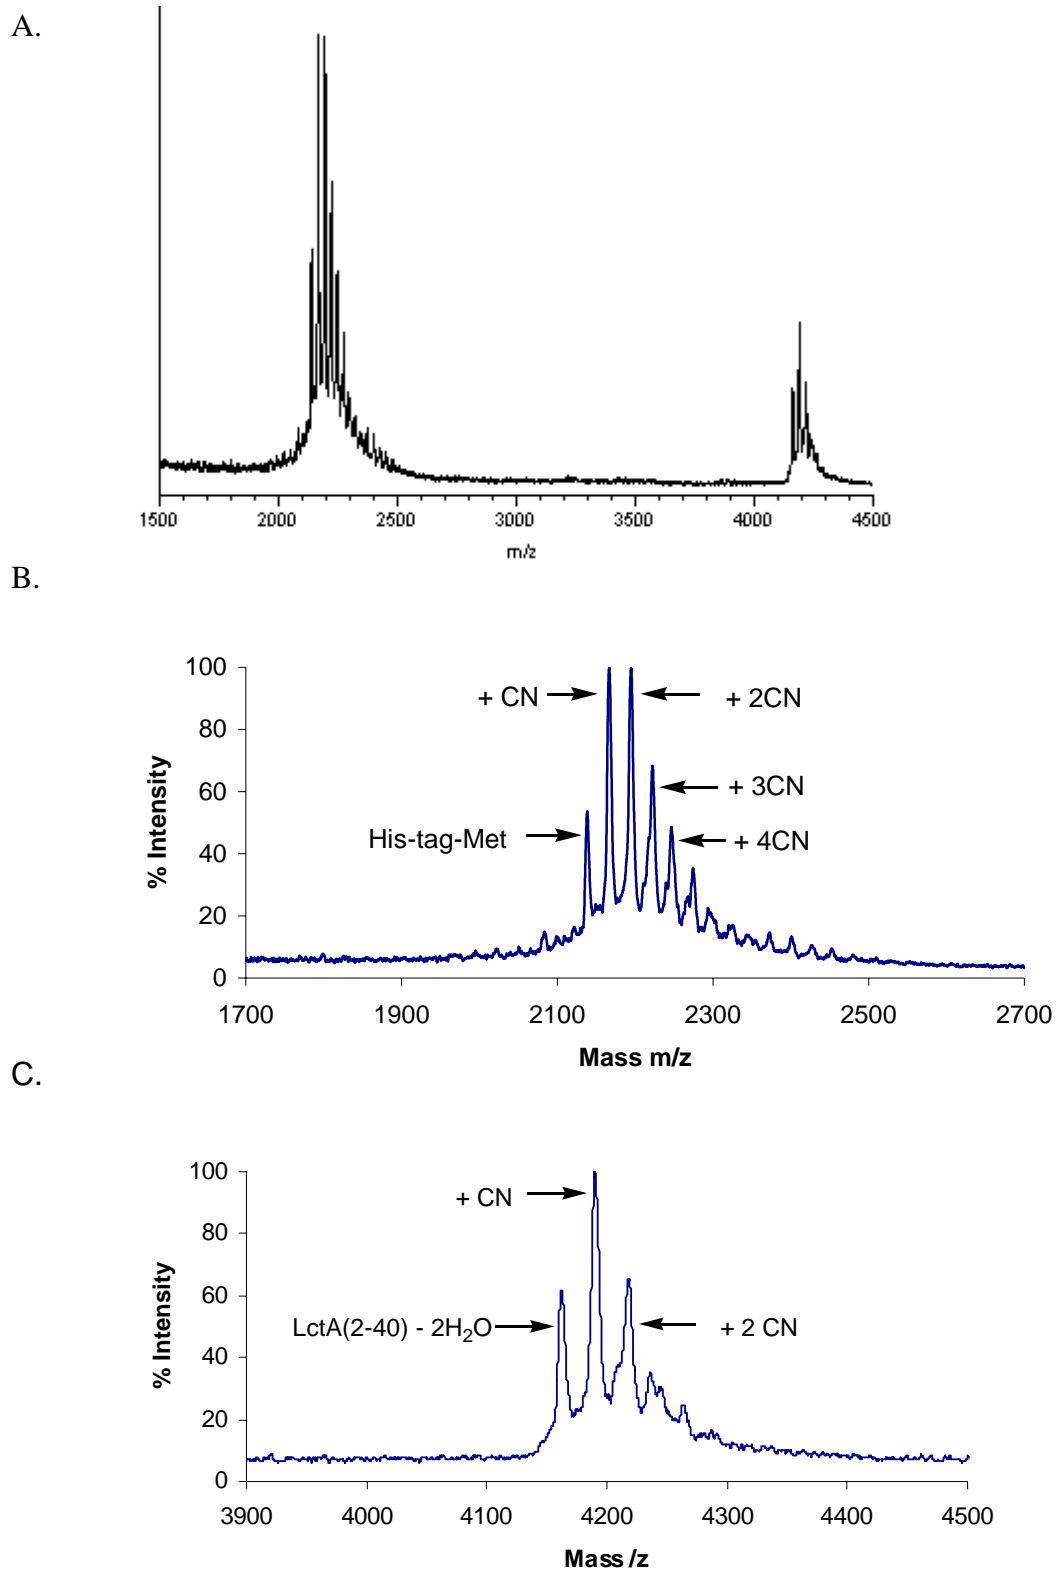 A.
1500 2000 2500 3000 3500 4000 4500
m/z
B.
100
80
60
40
20
0
% Intensity
+ CN
+ 2CN
+ 3CN
His-tag-Met
+ 4CN
1700 1900 2100 2300 2500 2700
Mass m/z
C.
100
80
60
40
20
0
% Intensity
+ CN
LctA(2-40) - 2H₂O
+ 2 CN
3900 4000 4100 4200 4300 4400 4500
Mass /z